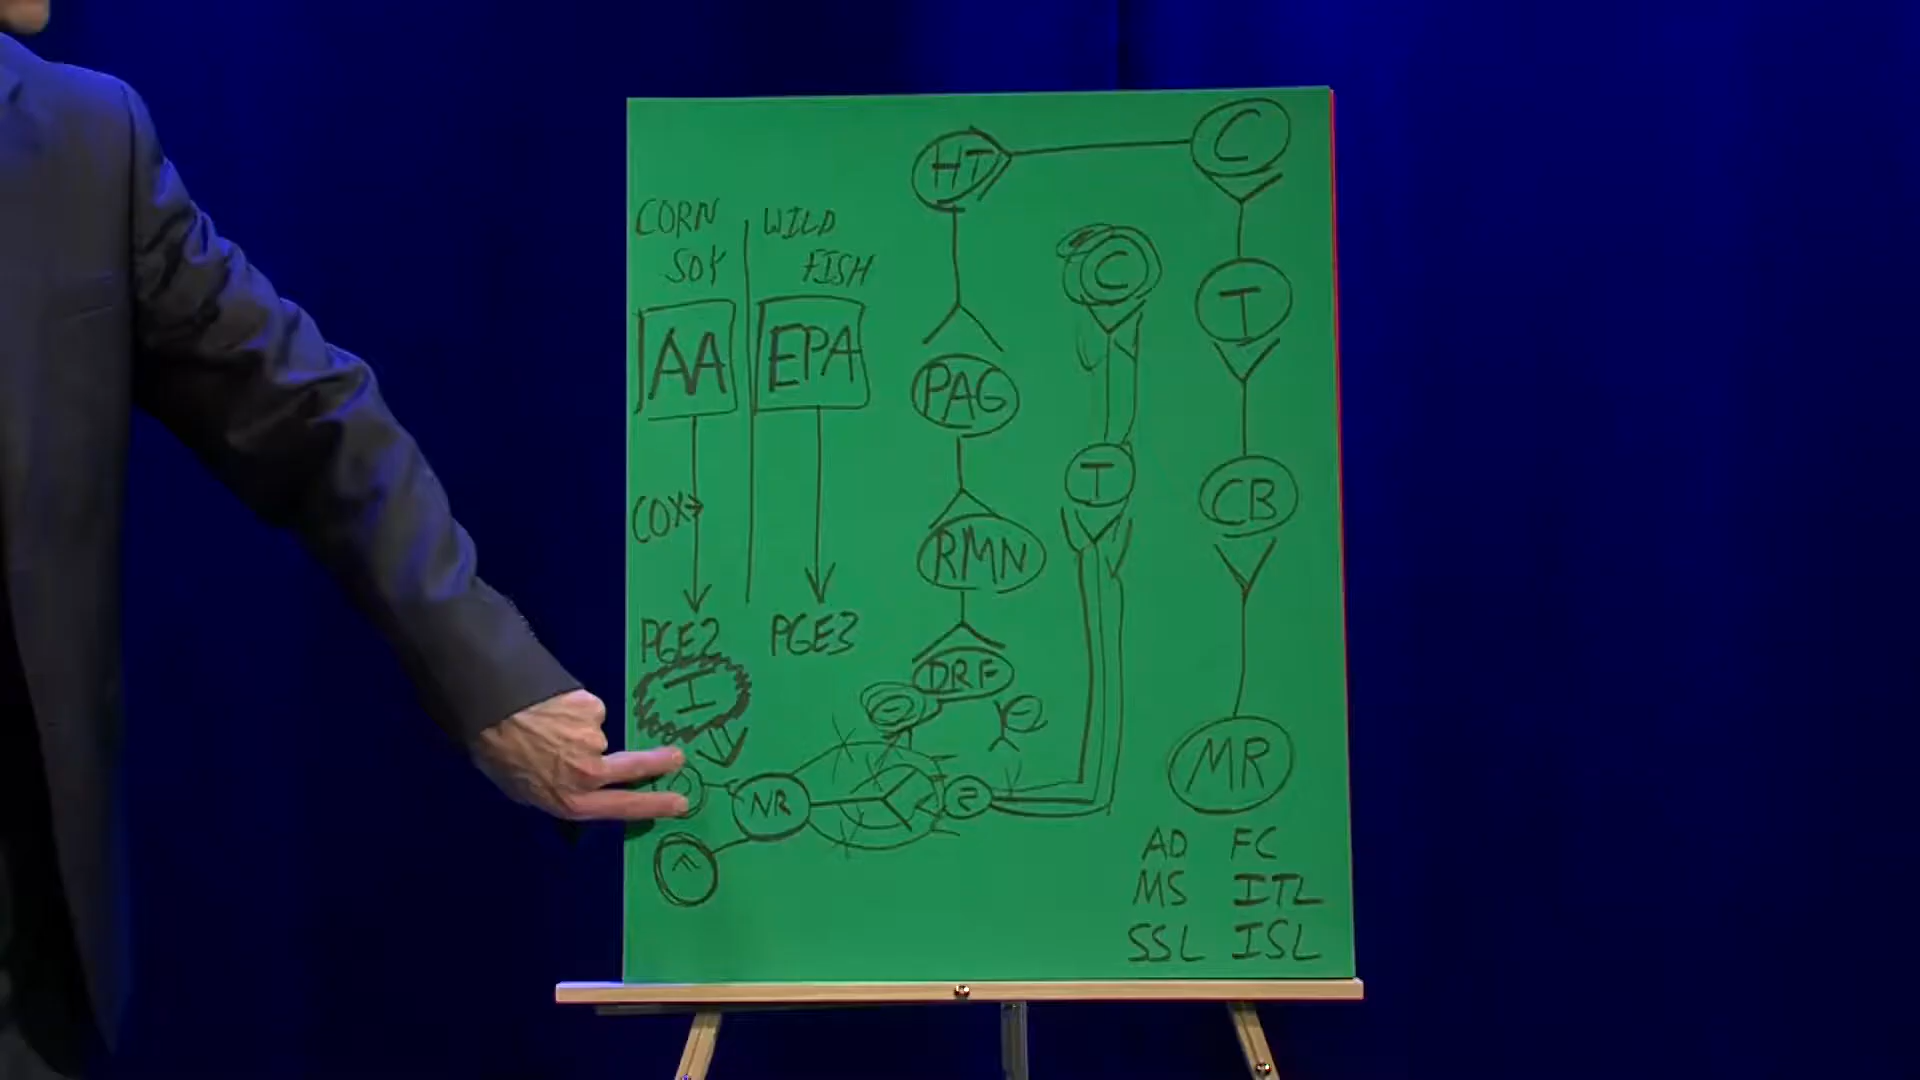 CORN
SOY
WILD
FISH
AA
EPA
COX
PGE2
PGE3
I
NR
2
HT
PAG
RMN
DRF
C
T
C
T
CB
MR
AD FC
MS ITL
SSL ISL